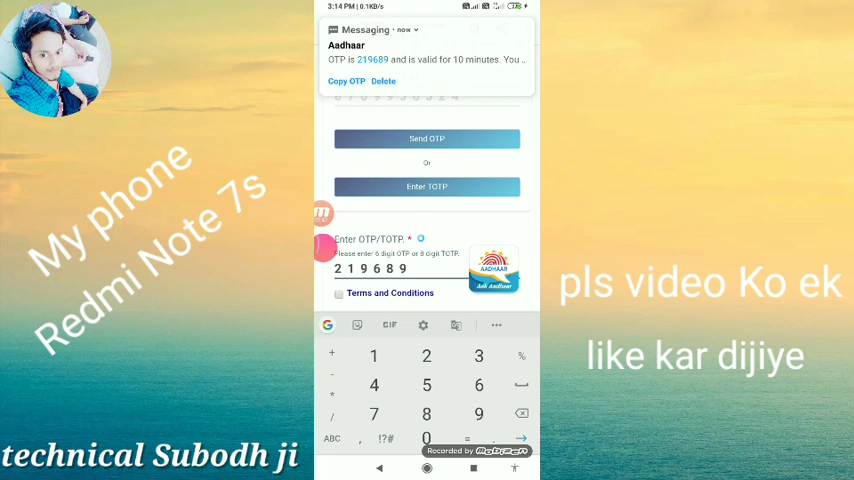 3:14 PM | 0.1KB/s
Messaging • now
Aadhaar
OTP is 219689 and is valid for 10 minutes. You ..
Copy OTP Delete
Send OTP
Or
Enter TOTP
Enter OTP/TOTP. *
Please enter 6 digit OTP or 8 digit TOTP.
219689
AADHAAR
Ask Aadhaar
Terms and Conditions
GIF
+ 1 2 3 %
- 4 5 6
* 7 8 9
/
ABC , !?# 0 = .
Recorded by Mobizen
My phone
Redmi Note 7s
pls video Ko ek
like kar dijiye
technical Subodh ji